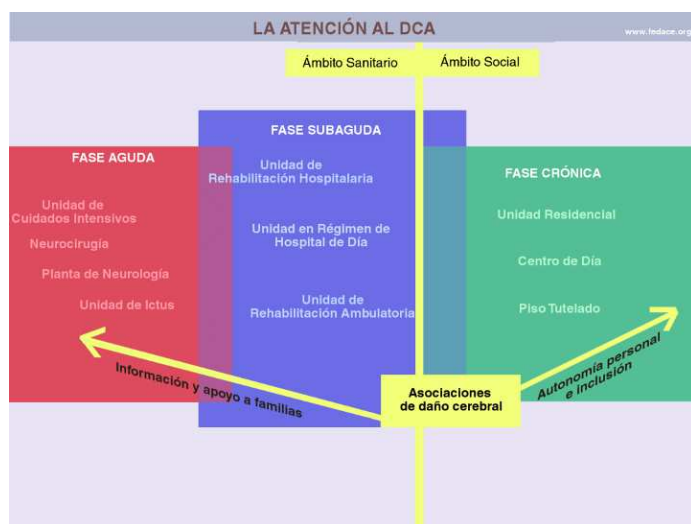 LA ATENCIÓN AL DCA
www.fedace.org
Ámbito Sanitario
Ámbito Social
FASE AGUDA
Unidad de
Cuidados Intensivos
Neurocirugía
Planta de Neurología
Unidad de Ictus
FASE SUBAGUDA
Unidad de
Rehabilitación Hospitalaria
Unidad en Régimen de
Hospital de Día
Unidad de
Rehabilitación Ambulatoria
FASE CRÓNICA
Unidad Residencial
Centro de Día
Piso Tutelado
Información y apoyo a familias
Asociaciones
de daño cerebral
Autonomía personal
e inclusión